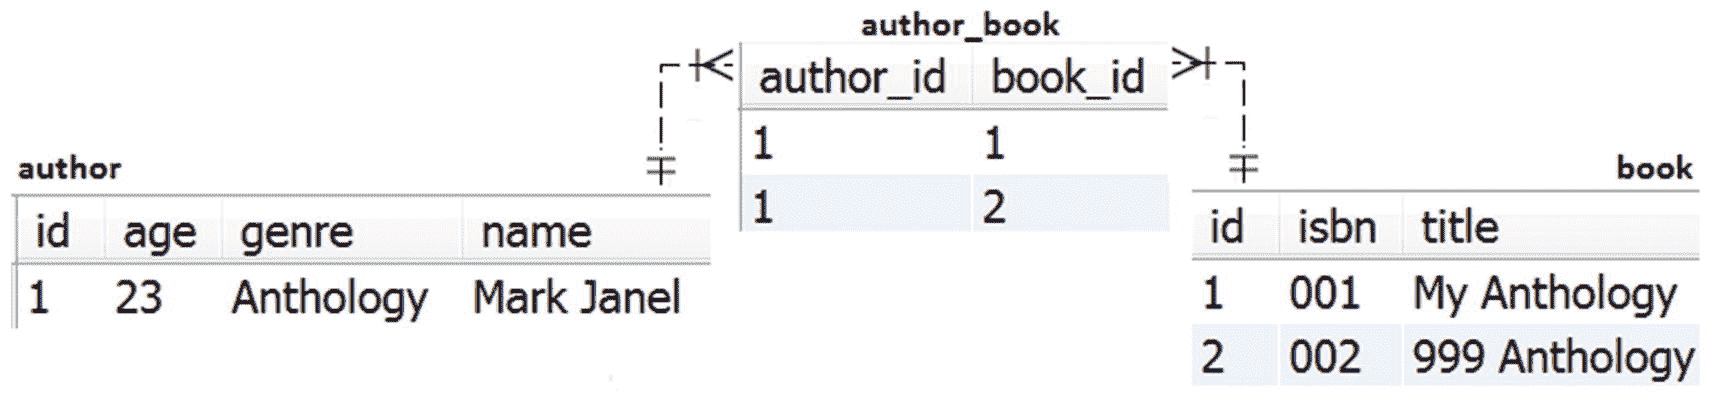 author_book
author_id book_id
1 1
1 2
author
id age genre name
1 23 Anthology Mark Janel
book
id isbn title
1 001 My Anthology
2 002 999 Anthology